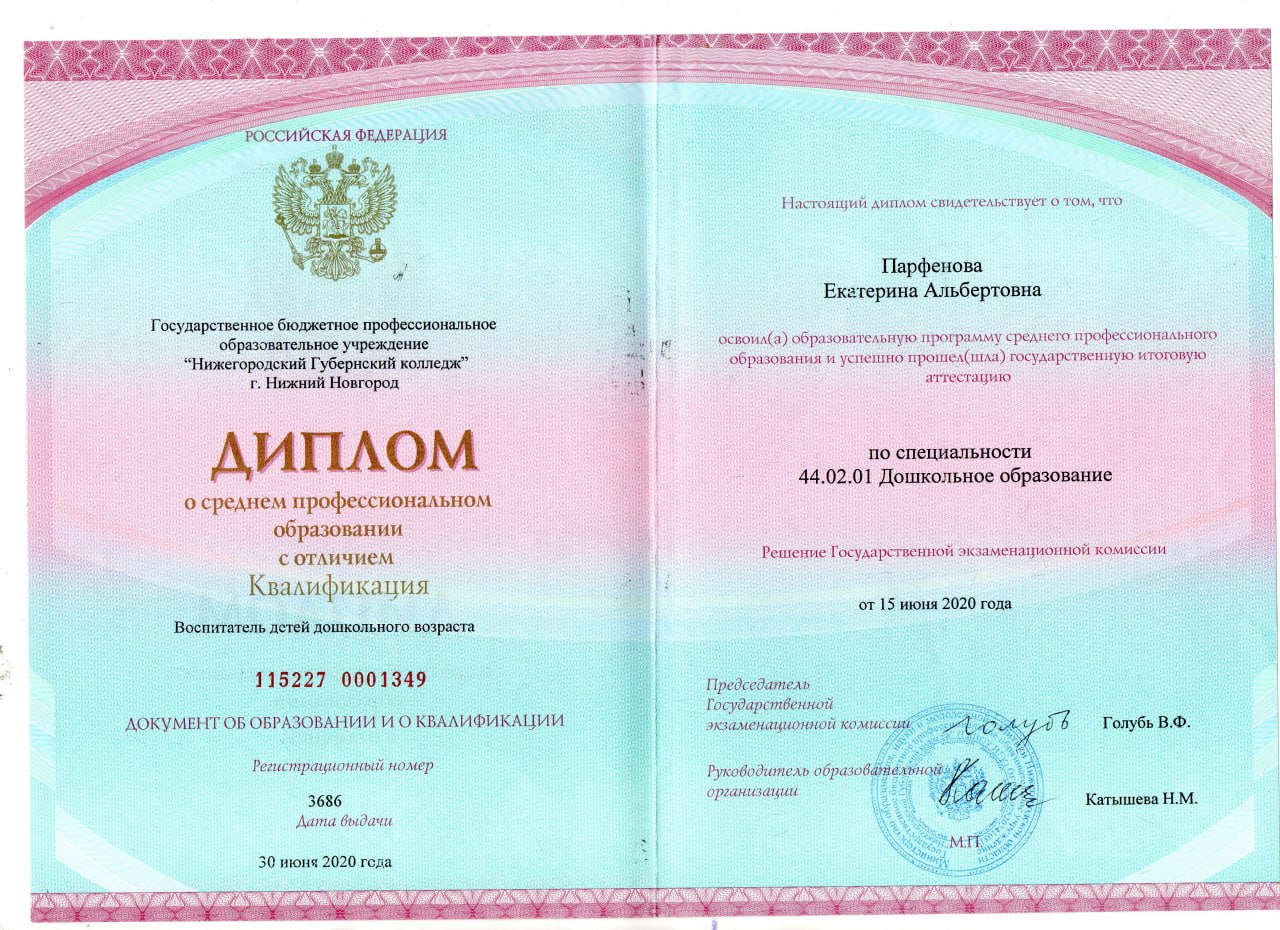 РОССИЙСКАЯ ФЕДЕРАЦИЯ
Государственное бюджетное профессиональное
образовательное учреждение
“Нижегородский Губернский колледж”
г. Нижний Новгород
ДИПЛОМ
о среднем профессиональном
образовании
с отличием
Квалификация
Воспитатель детей дошкольного возраста
115227 0001349
ДОКУМЕНТ ОБ ОБРАЗОВАНИИ И О КВАЛИФИКАЦИИ
Регистрационный номер
3686
Дата выдачи
30 июня 2020 года
Настоящий диплом свидетельствует о том, что
Парфенова
Екатерина Альбертовна
освоил(а) образовательную программу среднего профессионального
образования и успешно прошел(шла) государственную итоговую
аттестацию
по специальности
44.02.01 Дошкольное образование
Решение Государственной экзаменационной комиссии
от 15 июня 2020 года
Председатель
Государственной
экзаменационной комиссии
Голубь
Голубь В.Ф.
Руководитель образовательной
организации
Катышева Н.М.
М.П.